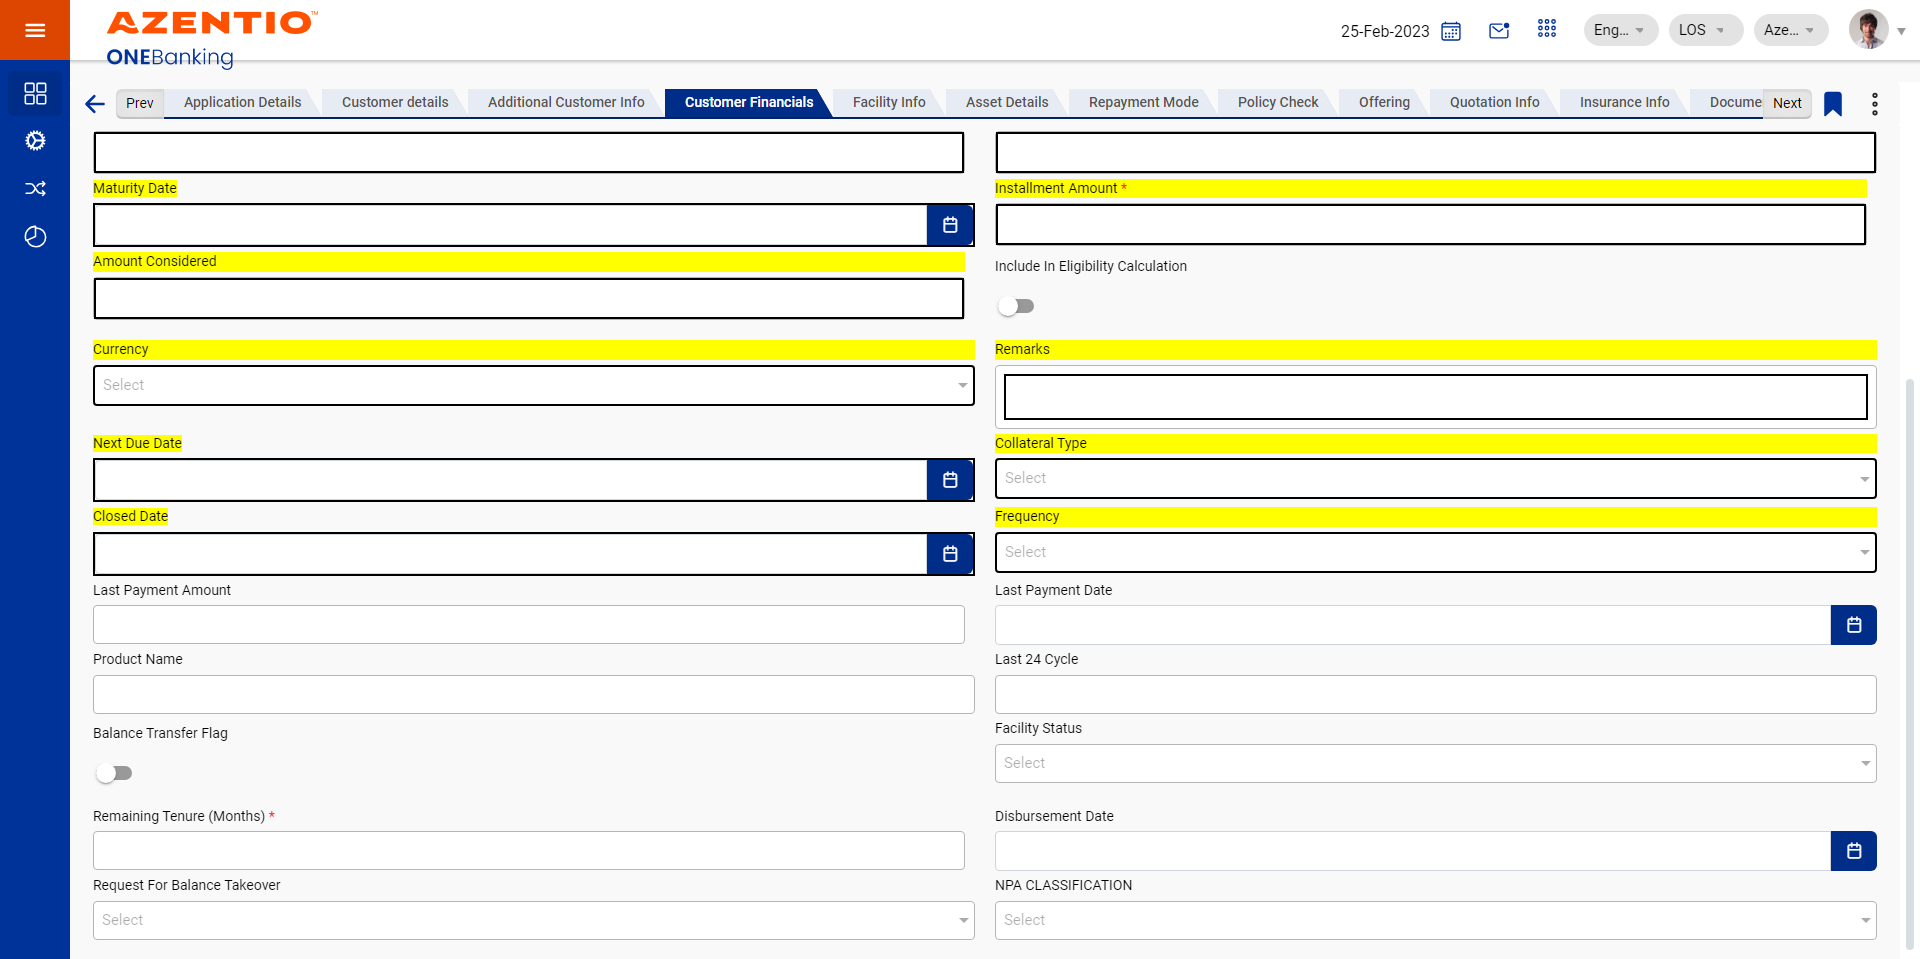 AZENTIO™
ONEBanking
25-Feb-2023
Eng...
LOS
Aze...
Prev
Application Details
Customer details
Additional Customer Info
Customer Financials
Facility Info
Asset Details
Repayment Mode
Policy Check
Offering
Quotation Info
Insurance Info
Docume
Next
Maturity Date
Installment Amount *
Amount Considered
Include In Eligibility Calculation
Currency
Remarks
Select
Next Due Date
Collateral Type
Select
Closed Date
Frequency
Select
Last Payment Amount
Last Payment Date
Product Name
Last 24 Cycle
Balance Transfer Flag
Facility Status
Select
Remaining Tenure (Months) *
Disbursement Date
Request For Balance Takeover
NPA CLASSIFICATION
Select
Select